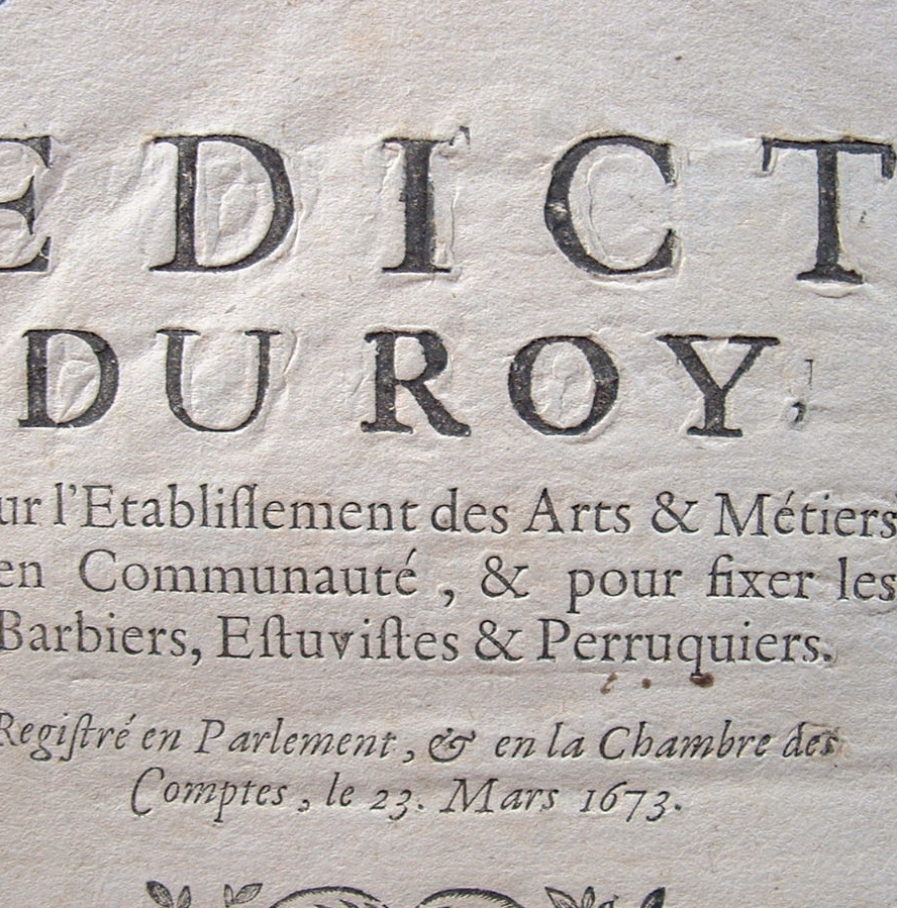 EDICT
DU ROY,
ur l'Etabliſſement des Arts & Métiers
en Communauté, & pour fixer les
Barbiers, Eſtuviſtes & Perruquiers.
Regiſtré en Parlement, & en la Chambre des
Comptes, le 23. Mars 1673.